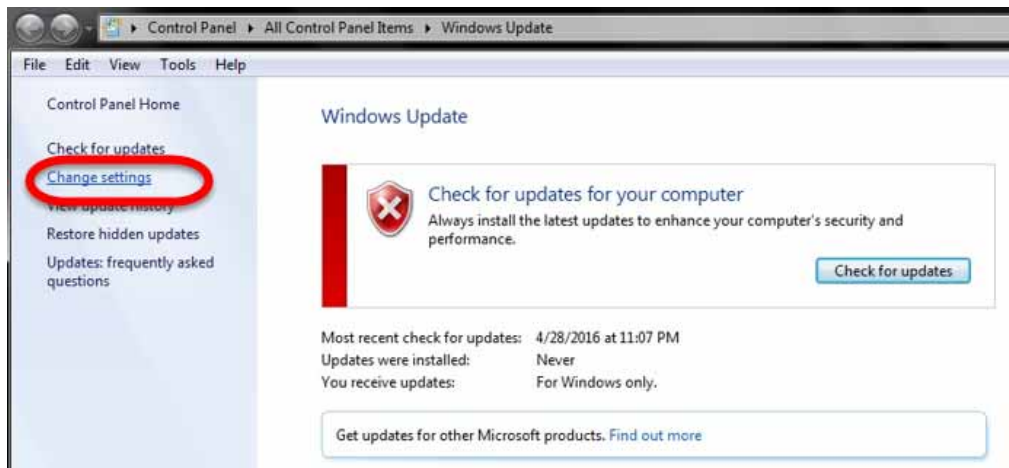 Control Panel ▸ All Control Panel Items ▸ Windows Update
File Edit View Tools Help
Control Panel Home
Check for updates
Change settings
View update history
Restore hidden updates
Updates: frequently asked
questions
Windows Update
Check for updates for your computer
Always install the latest updates to enhance your computer's security and
performance.
Check for updates
Most recent check for updates: 4/28/2016 at 11:07 PM
Updates were installed: Never
You receive updates: For Windows only.
Get updates for other Microsoft products. Find out more